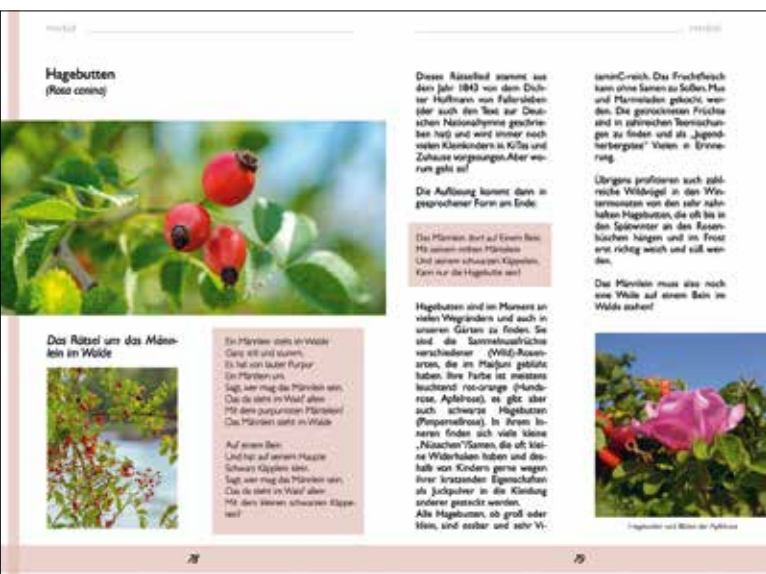 Hagebutten
(Rosa canina)
Das Rätsel um das Männ-
lein im Walde
Ein Männlein steht im Walde
Ganz still und stumm.
Es hat von lauter Purpur
Ein Mäntlein um.
Sagt, wer mag das Männlein sein,
Das da steht im Wald' allein
Mit dem purpurroten Mäntelein?
Das Männlein steht im Walde
Auf einem Bein
Und hat auf seinem Haupte
Schwarz Käpplein klein.
Sagt, wer mag das Männlein sein,
Das da steht im Wald' allein
Mit dem kleinen schwarzen Käppe-
lein?
78
Dieses Rätsellied stammt aus
dem Jahr 1843 von dem Dich-
ter Hoffmann von Fallersleben
(der auch den Text zur Deut-
schen Nationalhymne geschrie-
ben hat) und wird immer noch
vielen Kleinkindern in KiTas und
Zuhause vorgesungen. Aber wo-
rum geht es?
Die Auflösung kommt dann in
gesprochener Form am Ende:
Das Männlein dort auf Einem Bein
Mit seinem rothen Mäntelein
Und seinem schwarzen Käppelein,
Kann nur die Hagebutte sein!
Hagebutten sind im Moment an
vielen Wegrändern und auch in
unseren Gärten zu finden. Sie
sind die Sammelnussfrüchte
verschiedener (Wild)-Rosen-
arten, die im Mai/Juni geblüht
haben. Ihre Farbe ist meistens
leuchtend rot-orange (Hunds-
rose, Apfelrose), es gibt aber
auch schwarze Hagebutten
(Pimpernellrose). In ihrem In-
neren finden sich viele kleine
„Nüsschen"/Samen, die oft klei-
ne Widerhaken haben und des-
halb von Kindern gerne wegen
ihrer kratzenden Eigenschaften
als Juckpulver in die Kleidung
anderer gesteckt werden.
Alle Hagebutten, ob groß oder
klein, sind essbar und sehr Vi-
taminC-reich. Das Fruchtfleisch
kann ohne Samen zu Soßen, Mus
und Marmeladen gekocht wer-
den. Die getrockneten Früchte
sind in zahlreichen Teemischun-
gen zu finden und als „Jugend-
herbergstee" Vielen in Erinne-
rung.
Übrigens profitieren auch zahl-
reiche Wildvögel in den Win-
termonaten von den sehr nahr-
haften Hagebutten, die oft bis in
den Spätwinter an den Rosen-
büschen hängen und im Frost
erst richtig weich und süß wer-
den.
Das Männlein muss also noch
eine Weile auf einem Bein im
Walde stehen!
Hagebutten und Blüten der Apfelrose
79